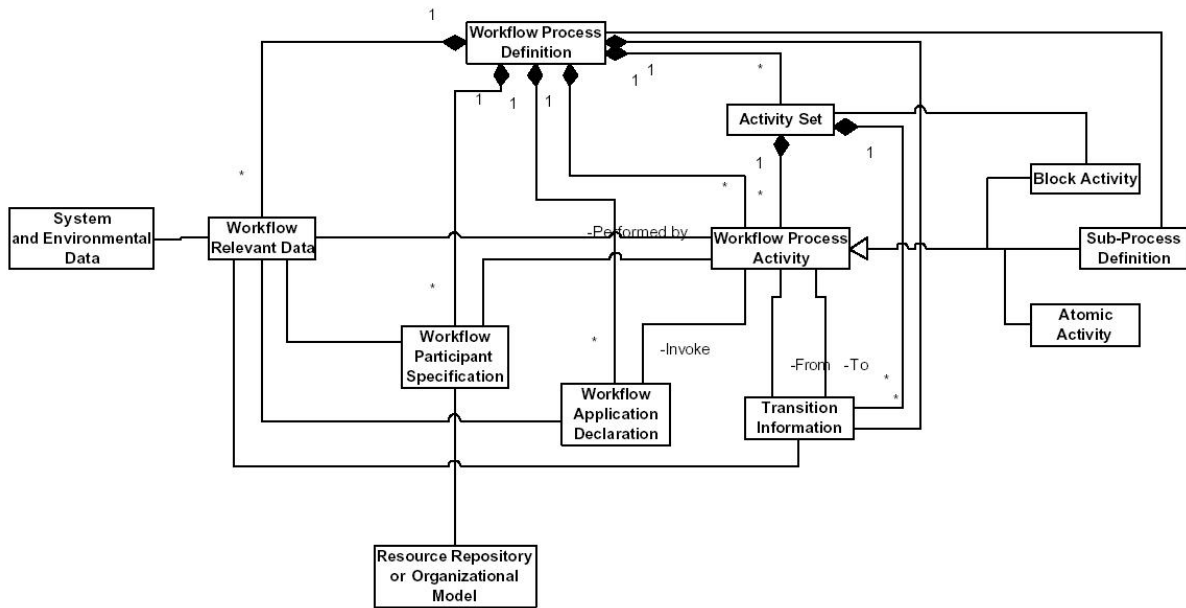 1
Workflow Process
Definition
1
1
*
1
1
1
Activity Set
1
1
*
*
*
Block Activity
System
and Environmental
Data
Workflow
Relevant Data
-Performed by
Workflow Process
Activity
Sub-Process
Definition
*
Atomic
Activity
*
-Invoke
Workflow
Participant
Specification
-From
-To
*
*
Workflow
Application
Declaration
Transition
Information
Resource Repository
or Organizational
Model